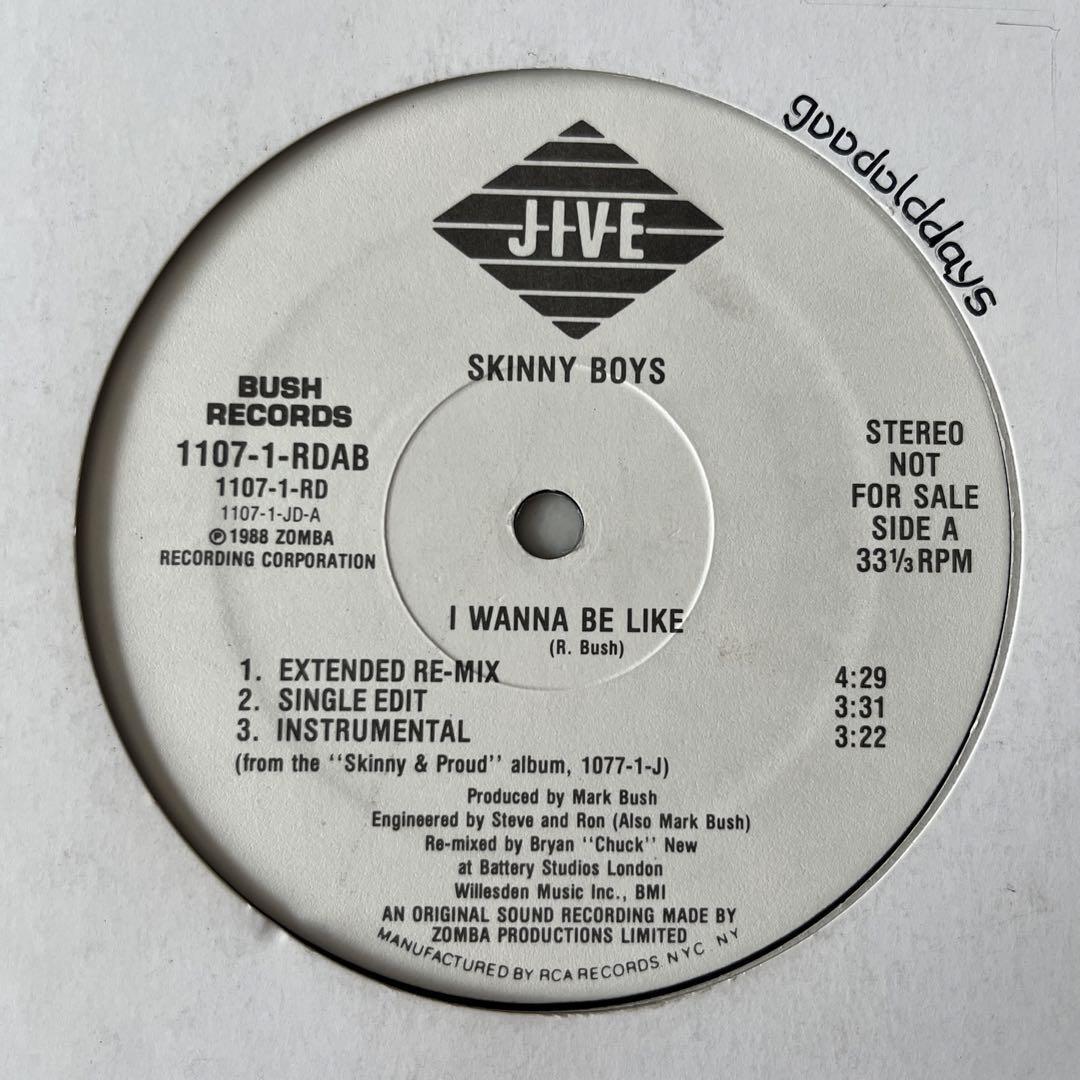 gooodolddays
JIVE
SKINNY BOYS
BUSH
RECORDS
1107-1-RDAB
1107-1-RD
1107-1-JD-A
℗ 1988 ZOMBA
RECORDING CORPORATION
STEREO
NOT
FOR SALE
SIDE A
33 1/3 RPM
I WANNA BE LIKE
(R. Bush)
1. EXTENDED RE-MIX 4:29
2. SINGLE EDIT 3:31
3. INSTRUMENTAL 3:22
(from the "Skinny & Proud" album, 1077-1-J)
Produced by Mark Bush
Engineered by Steve and Ron (Also Mark Bush)
Re-mixed by Bryan "Chuck" New
at Battery Studios London
Willesden Music Inc., BMI
AN ORIGINAL SOUND RECORDING MADE BY
ZOMBA PRODUCTIONS LIMITED
MANUFACTURED BY RCA RECORDS, NYC, NY